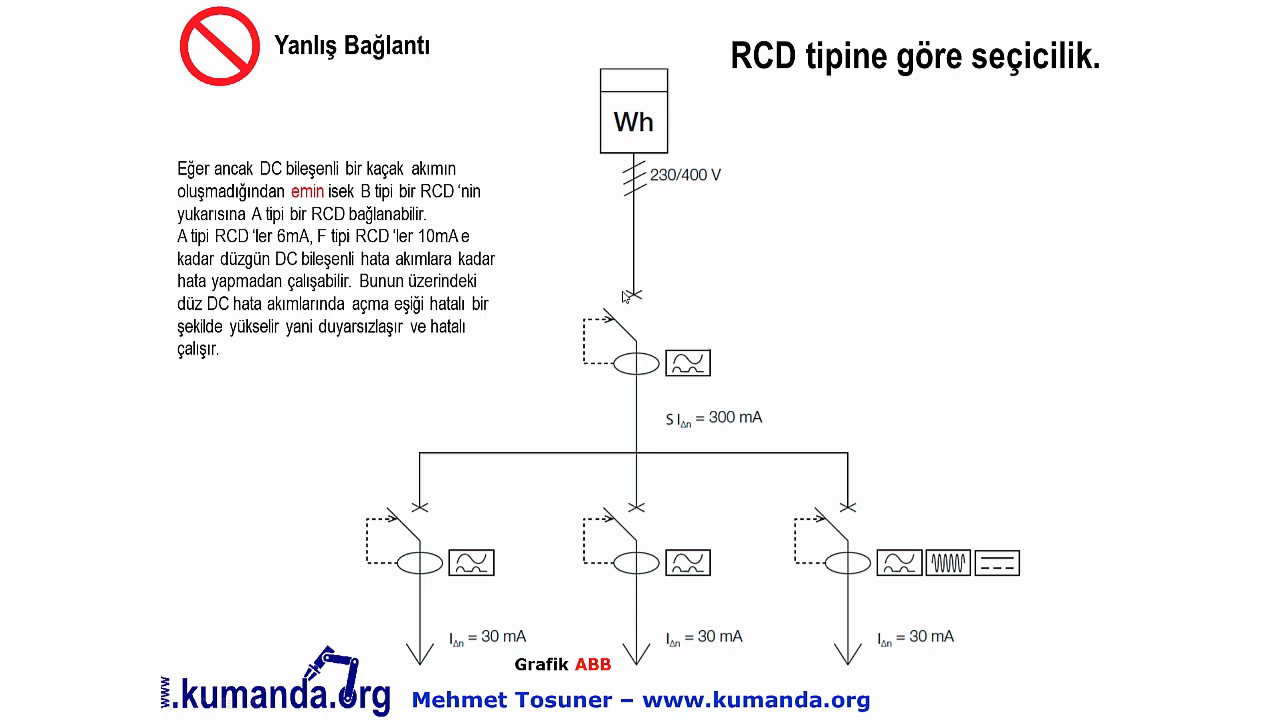 Yanlış Bağlantı
RCD tipine göre seçicilik.
Wh
230/400 V
Eğer ancak DC bileşenli bir kaçak akımın
oluşmadığından emin isek B tipi bir RCD 'nin
yukarısına A tipi bir RCD bağlanabilir.
A tipi RCD 'ler 6mA, F tipi RCD 'ler 10mA e
kadar düzgün DC bileşenli hata akımlara kadar
hata yapmadan çalışabilir. Bunun üzerindeki
düz DC hata akımlarında açma eşiği hatalı bir
şekilde yükselir yani duyarsızlaşır ve hatalı
çalışır.
S IΔn = 300 mA
IΔn = 30 mA
IΔn = 30 mA
IΔn = 30 mA
Grafik ABB
www.kumanda.org
Mehmet Tosuner – www.kumanda.org